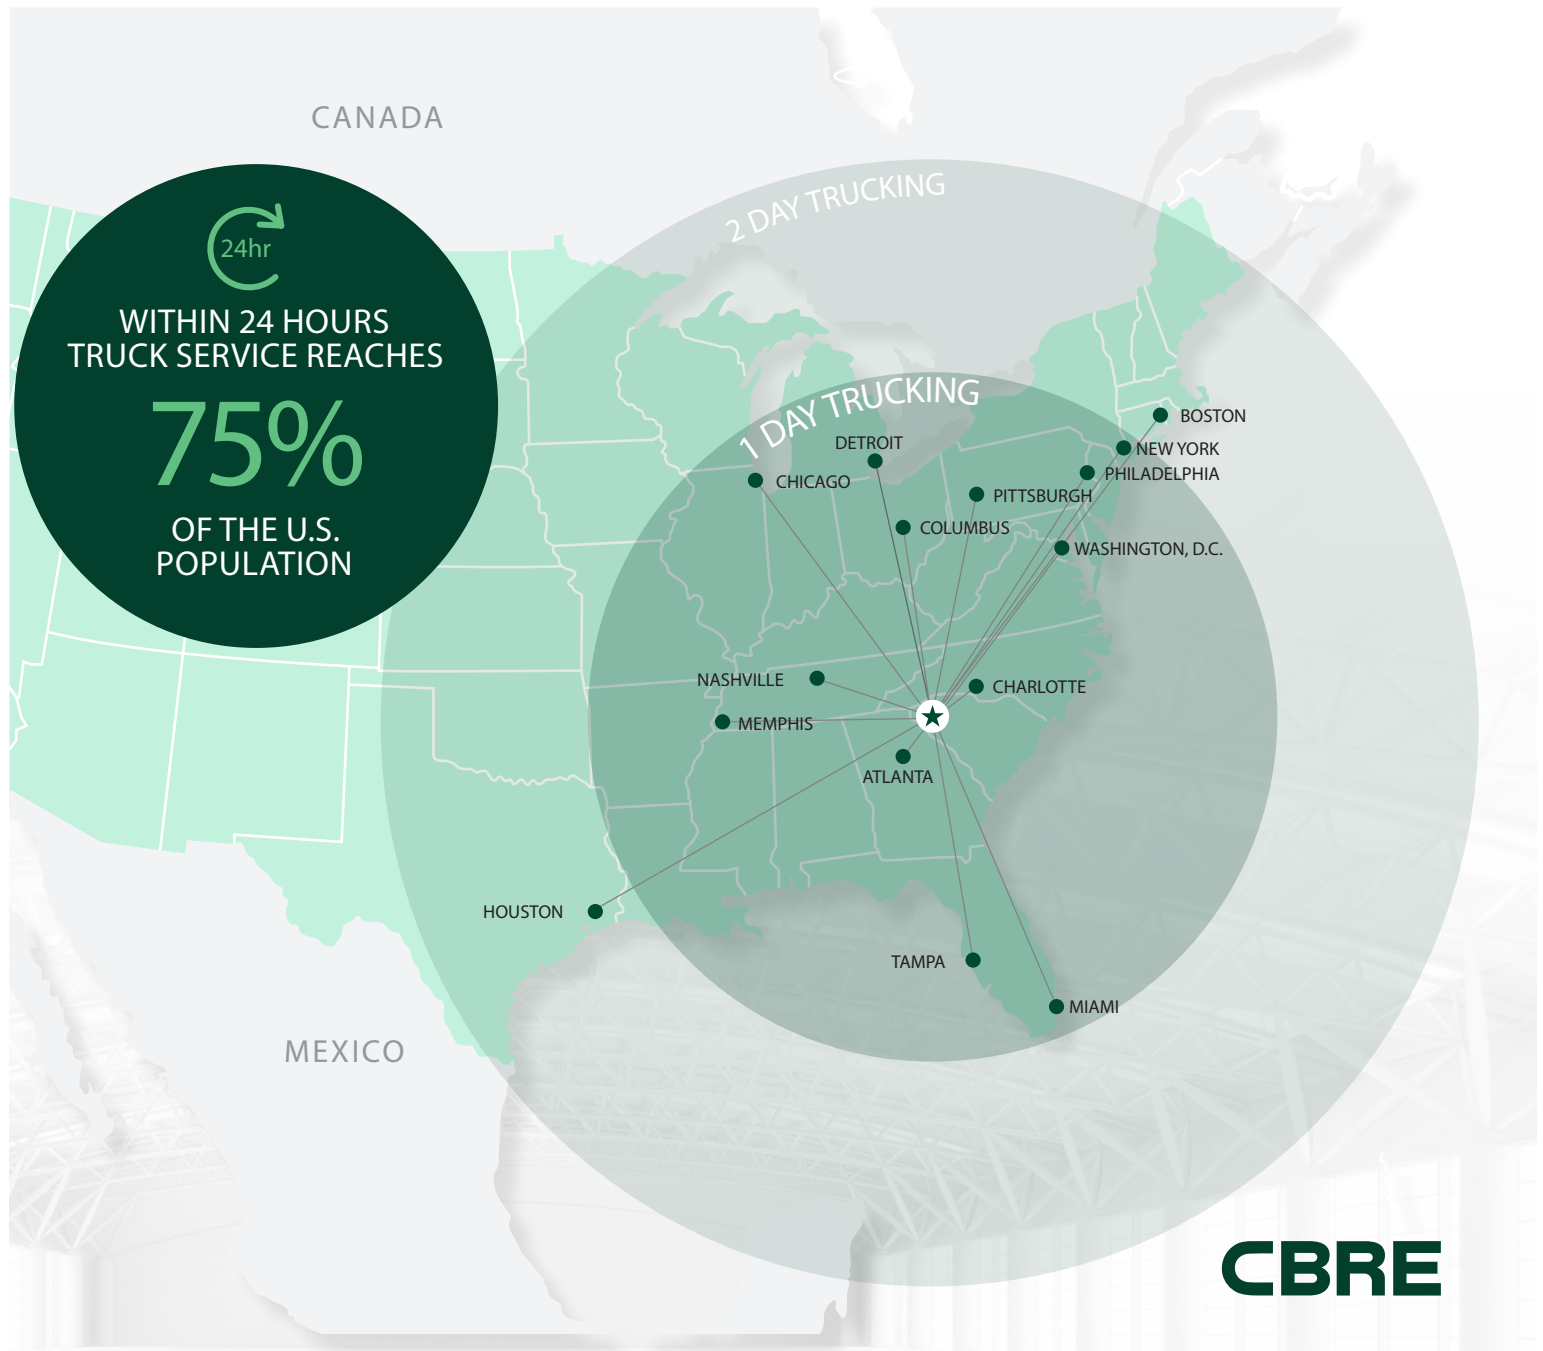 CANADA
2 DAY TRUCKING
24hr
WITHIN 24 HOURS
TRUCK SERVICE REACHES
75%
OF THE U.S.
POPULATION
1 DAY TRUCKING
BOSTON
DETROIT
NEW YORK
CHICAGO
PHILADELPHIA
PITTSBURGH
COLUMBUS
WASHINGTON, D.C.
NASHVILLE
CHARLOTTE
MEMPHIS
ATLANTA
HOUSTON
TAMPA
MIAMI
MEXICO
CBRE